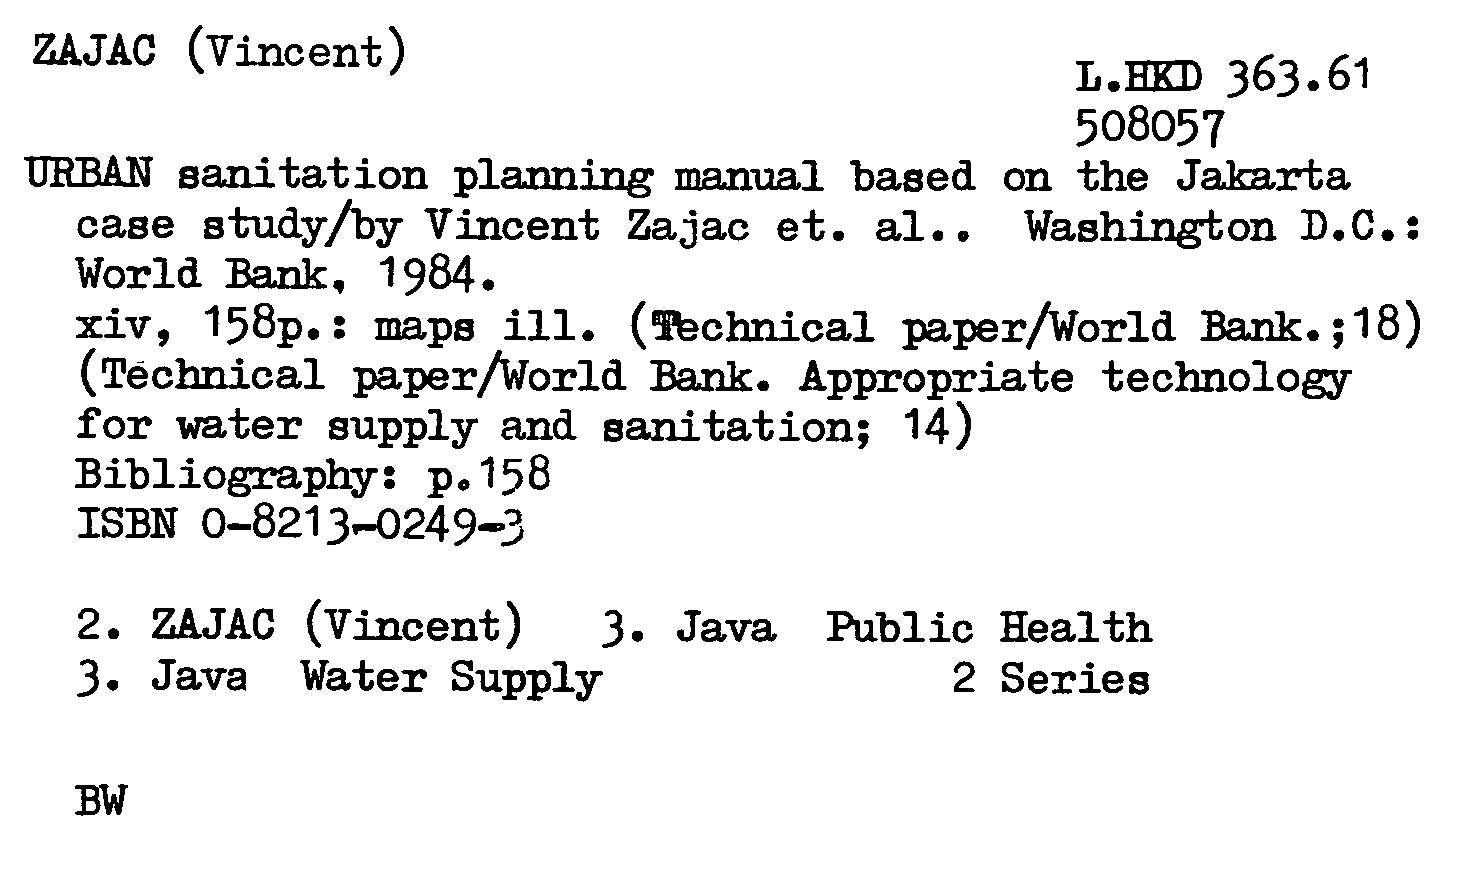 ZAJAC (Vincent)
L.HKD 363.61
508057
URBAN sanitation planning manual based on the Jakarta
case study/by Vincent Zajac et. al.. Washington D.C.:
World Bank, 1984.
xiv, 158p.: maps ill. (Technical paper/World Bank.;18)
(Technical paper/World Bank. Appropriate technology
for water supply and sanitation; 14)
Bibliography: p.158
ISBN 0-8213-0249-3
2. ZAJAC (Vincent) 3. Java Public Health
3. Java Water Supply 2 Series
BW